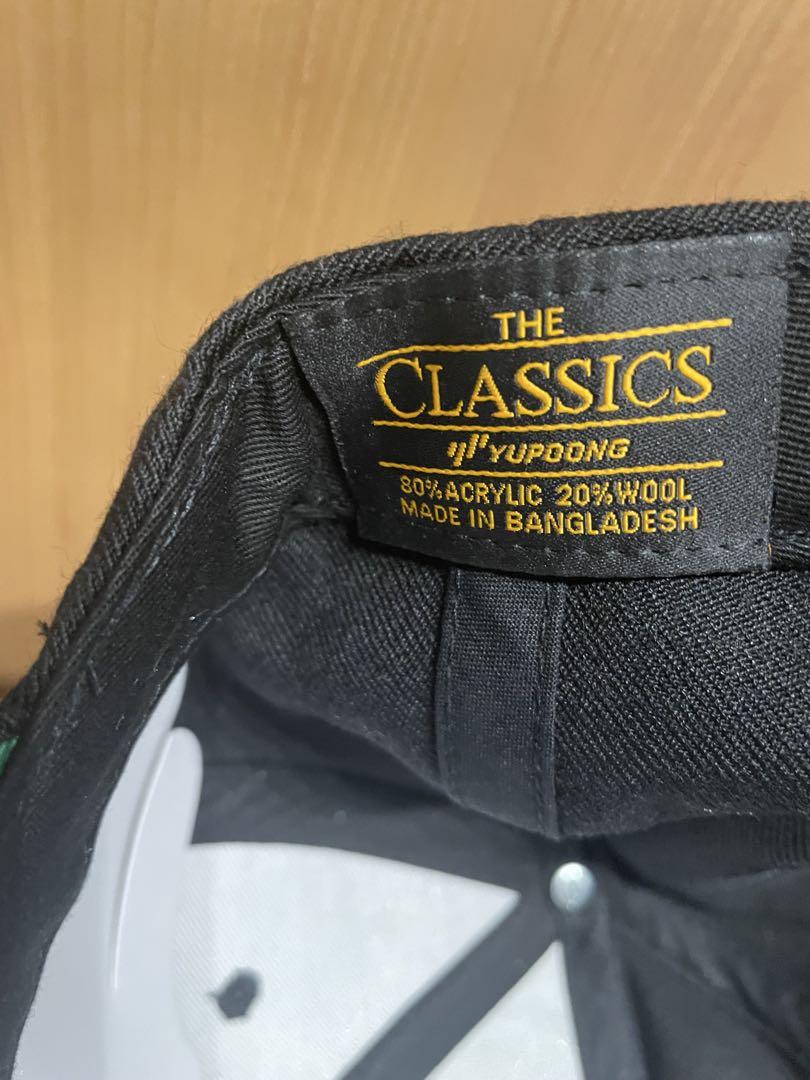 THE
CLASSICS
YUPOONG
80% ACRYLIC 20% WOOL
MADE IN BANGLADESH